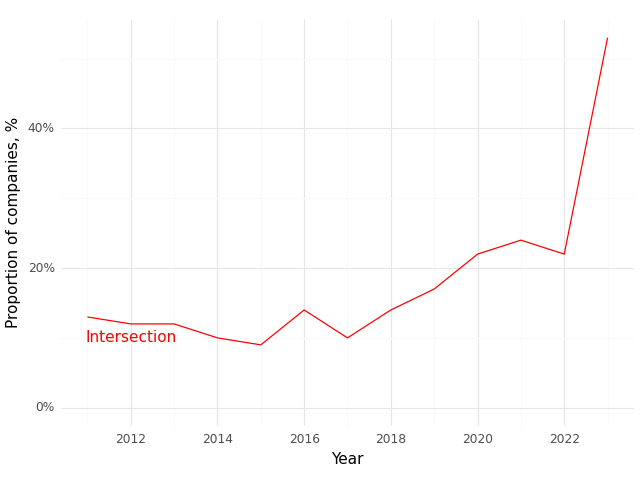 Proportion of companies, %
40%
20%
0%
Intersection
2012 2014 2016 2018 2020 2022
Year